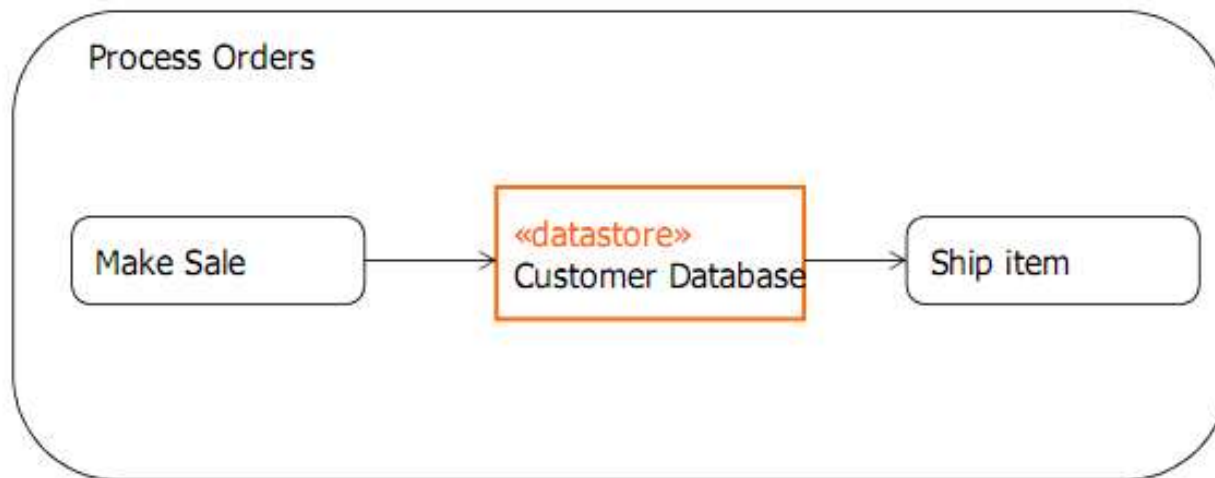 Process Orders
Make Sale
«datastore»
Customer Database
Ship item